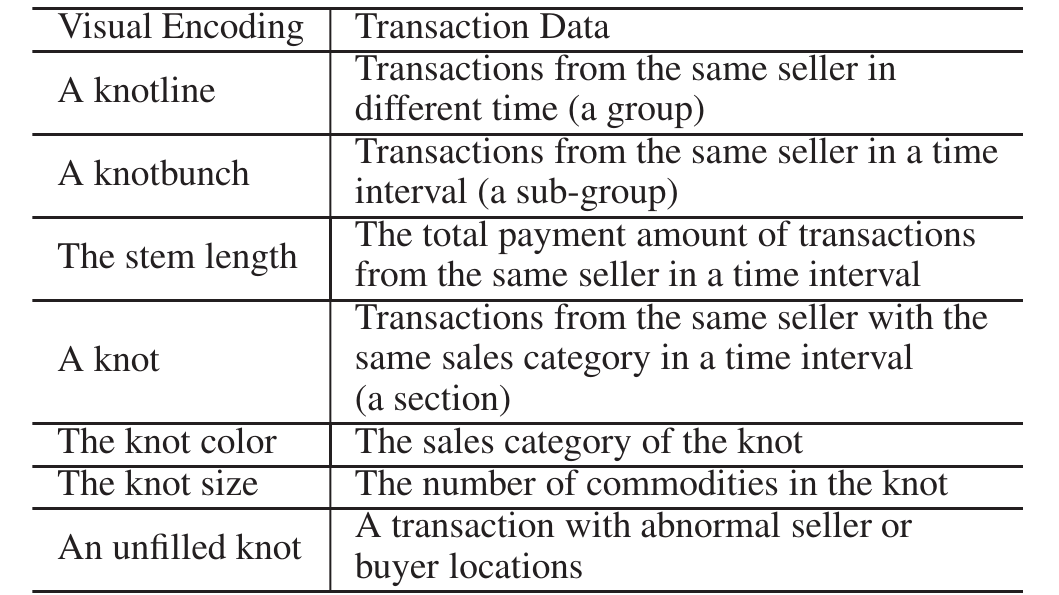 Visual Encoding
Transaction Data
A knotline
Transactions from the same seller in
different time (a group)
A knotbunch
Transactions from the same seller in a time
interval (a sub-group)
The stem length
The total payment amount of transactions
from the same seller in a time interval
A knot
Transactions from the same seller with the
same sales category in a time interval
(a section)
The knot color
The sales category of the knot
The knot size
The number of commodities in the knot
An unfilled knot
A transaction with abnormal seller or
buyer locations